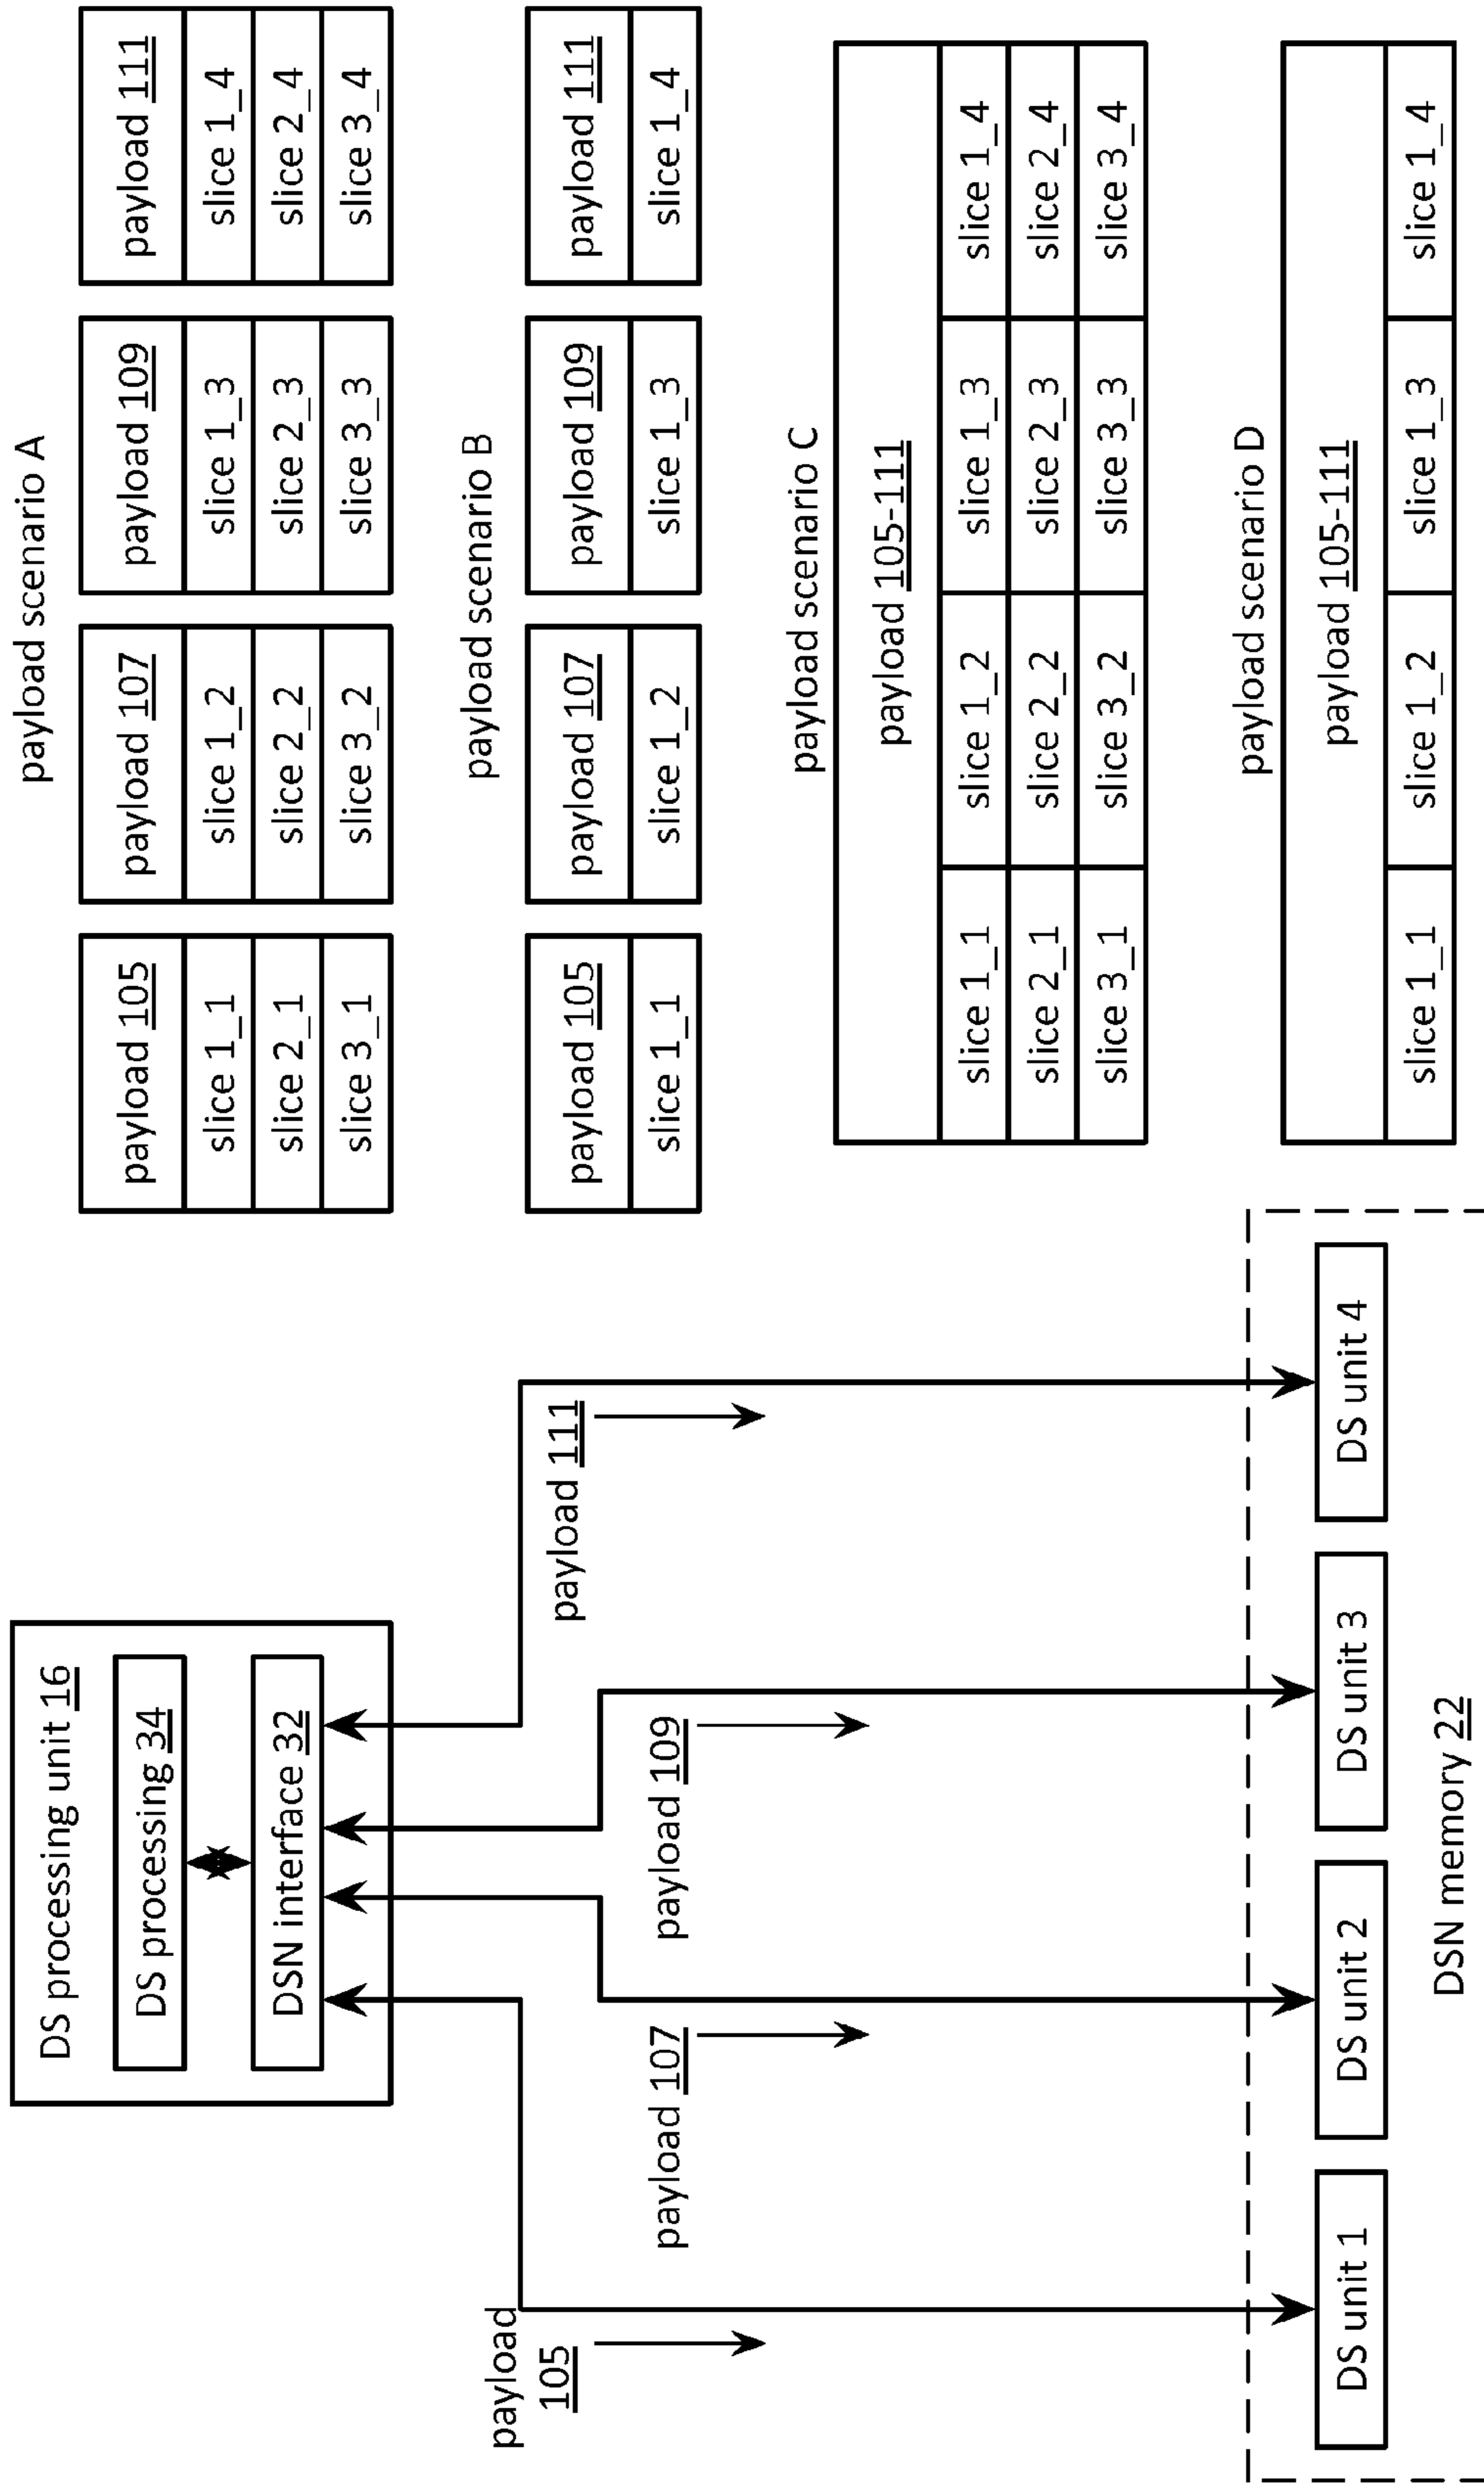 DS processing unit 16
DS processing 34
DSN interface 32
payload
105
payload 107
payload 109
payload 111
DS unit 1
DS unit 2
DS unit 3
DS unit 4
DSN memory 22
payload scenario A
payload 105
slice 1_1
slice 2_1
slice 3_1
payload 107
slice 1_2
slice 2_2
slice 3_2
payload 109
slice 1_3
slice 2_3
slice 3_3
payload 111
slice 1_4
slice 2_4
slice 3_4
payload scenario B
payload 105
slice 1_1
payload 107
slice 1_2
payload 109
slice 1_3
payload 111
slice 1_4
payload scenario C
payload 105-111
slice 1_1 slice 1_2 slice 1_3 slice 1_4
slice 2_1 slice 2_2 slice 2_3 slice 2_4
slice 3_1 slice 3_2 slice 3_3 slice 3_4
payload scenario D
payload 105-111
slice 1_1 slice 1_2 slice 1_3 slice 1_4